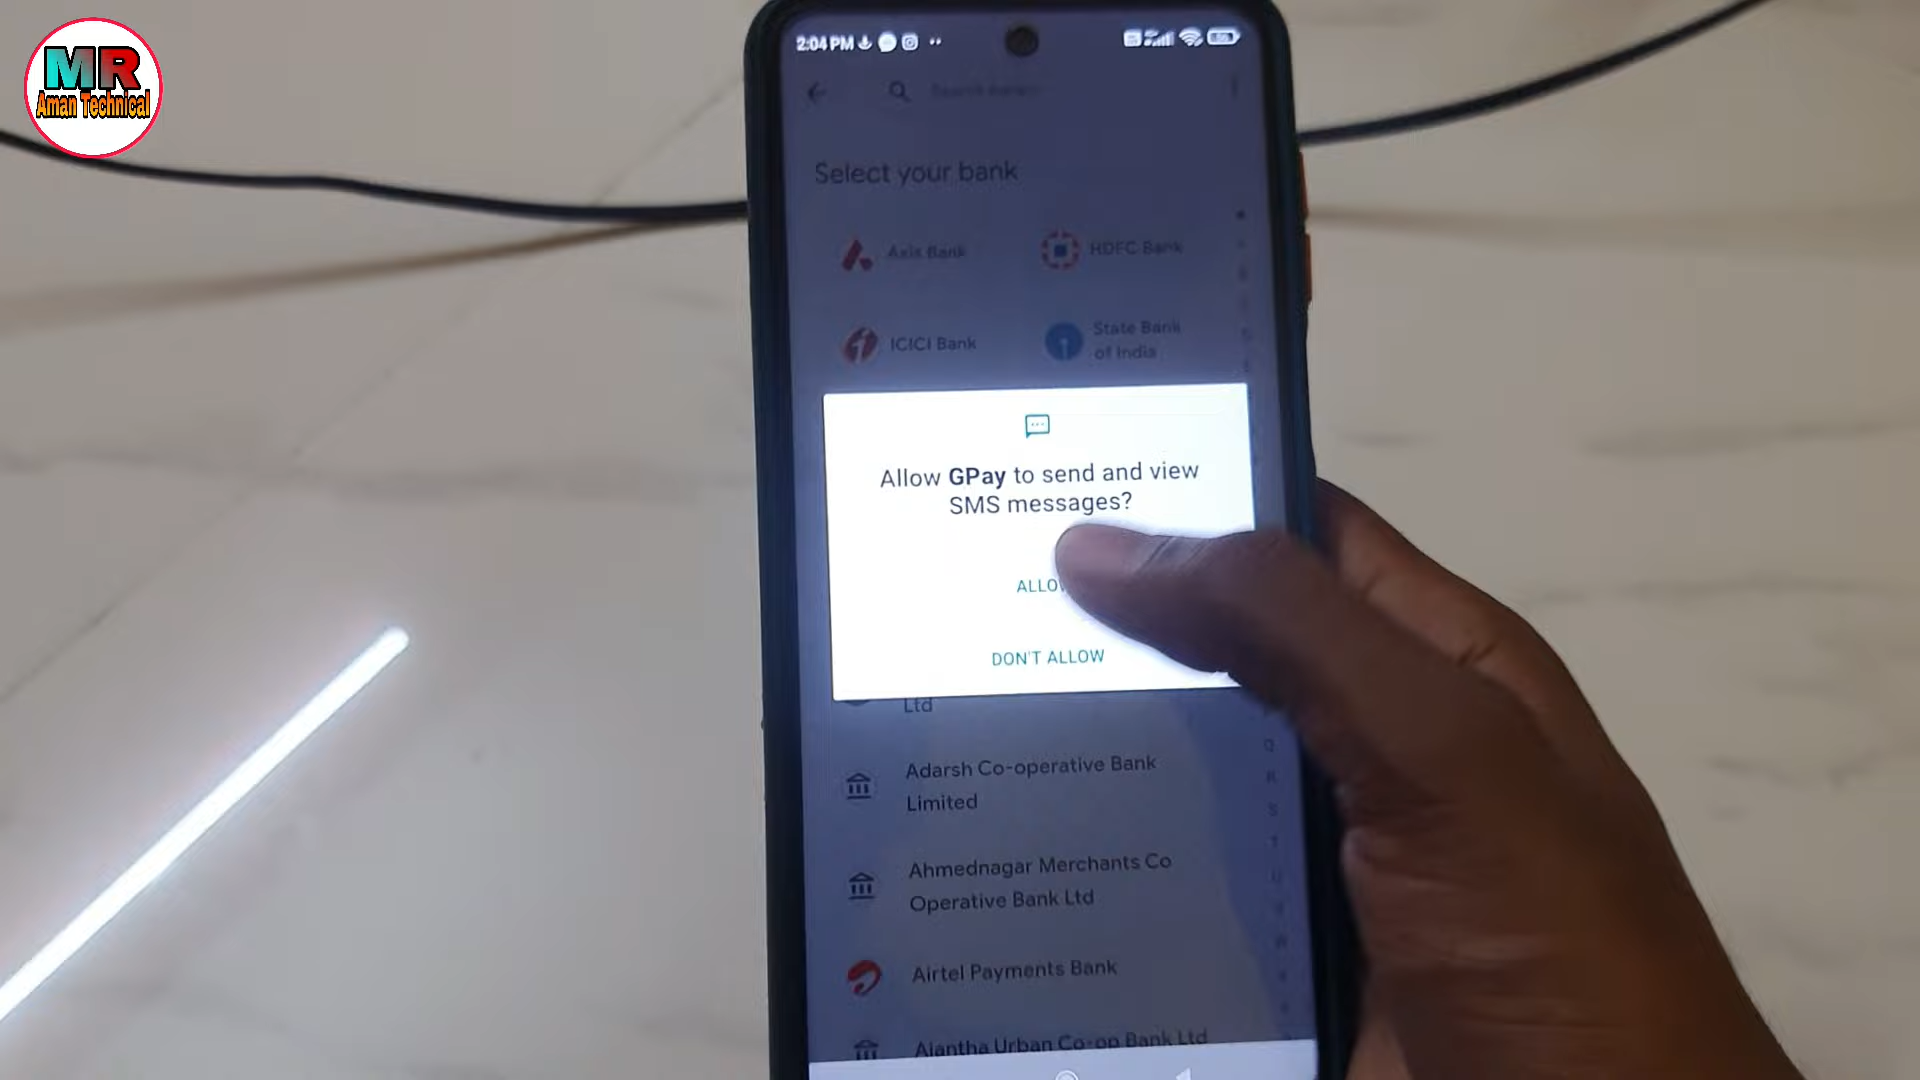 MR
Aman Technical
2:04 PM
Select your bank
Axis Bank
HDFC Bank
ICICI Bank
State Bank
of India
Allow GPay to send and view
SMS messages?
DON'T ALLOW
Ltd
Adarsh Co-operative Bank
Limited
Ahmednagar Merchants Co
Operative Bank Ltd
Airtel Payments Bank
Ajantha Urban Co-op Bank Ltd
Q
R
S
T
U
V
W